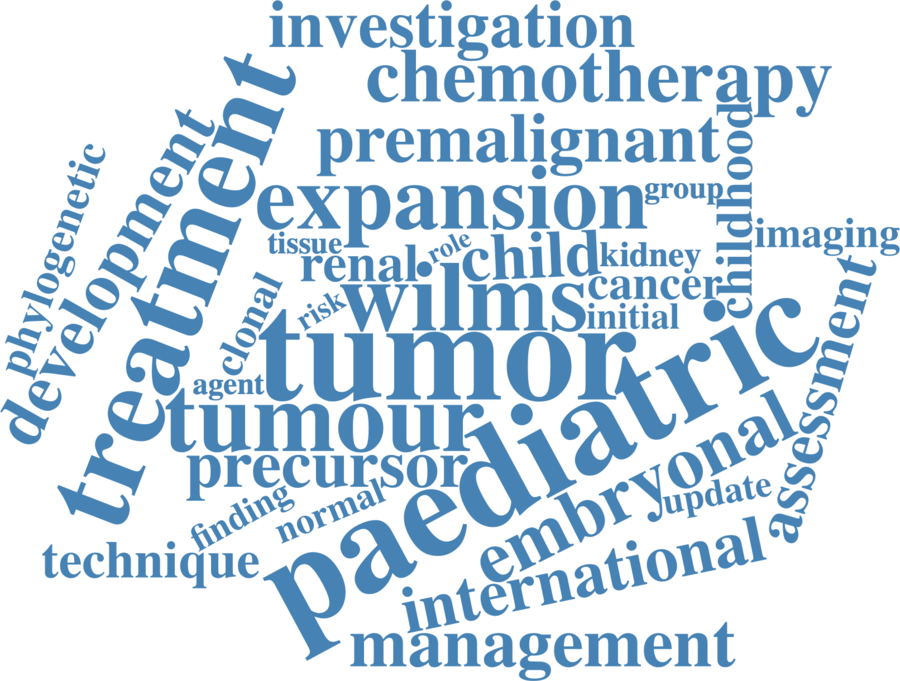 investigation
chemotherapy
premalignant
treatment
development
phylogenetic
expansion
group
childhood
imaging
tissue
role
child
kidney
renal
wilms
cancer
clonal
risk
initial
tumor
agent
tumour
paediatric
assessment
precursor
embryonal
update
finding
normal
technique
international
management